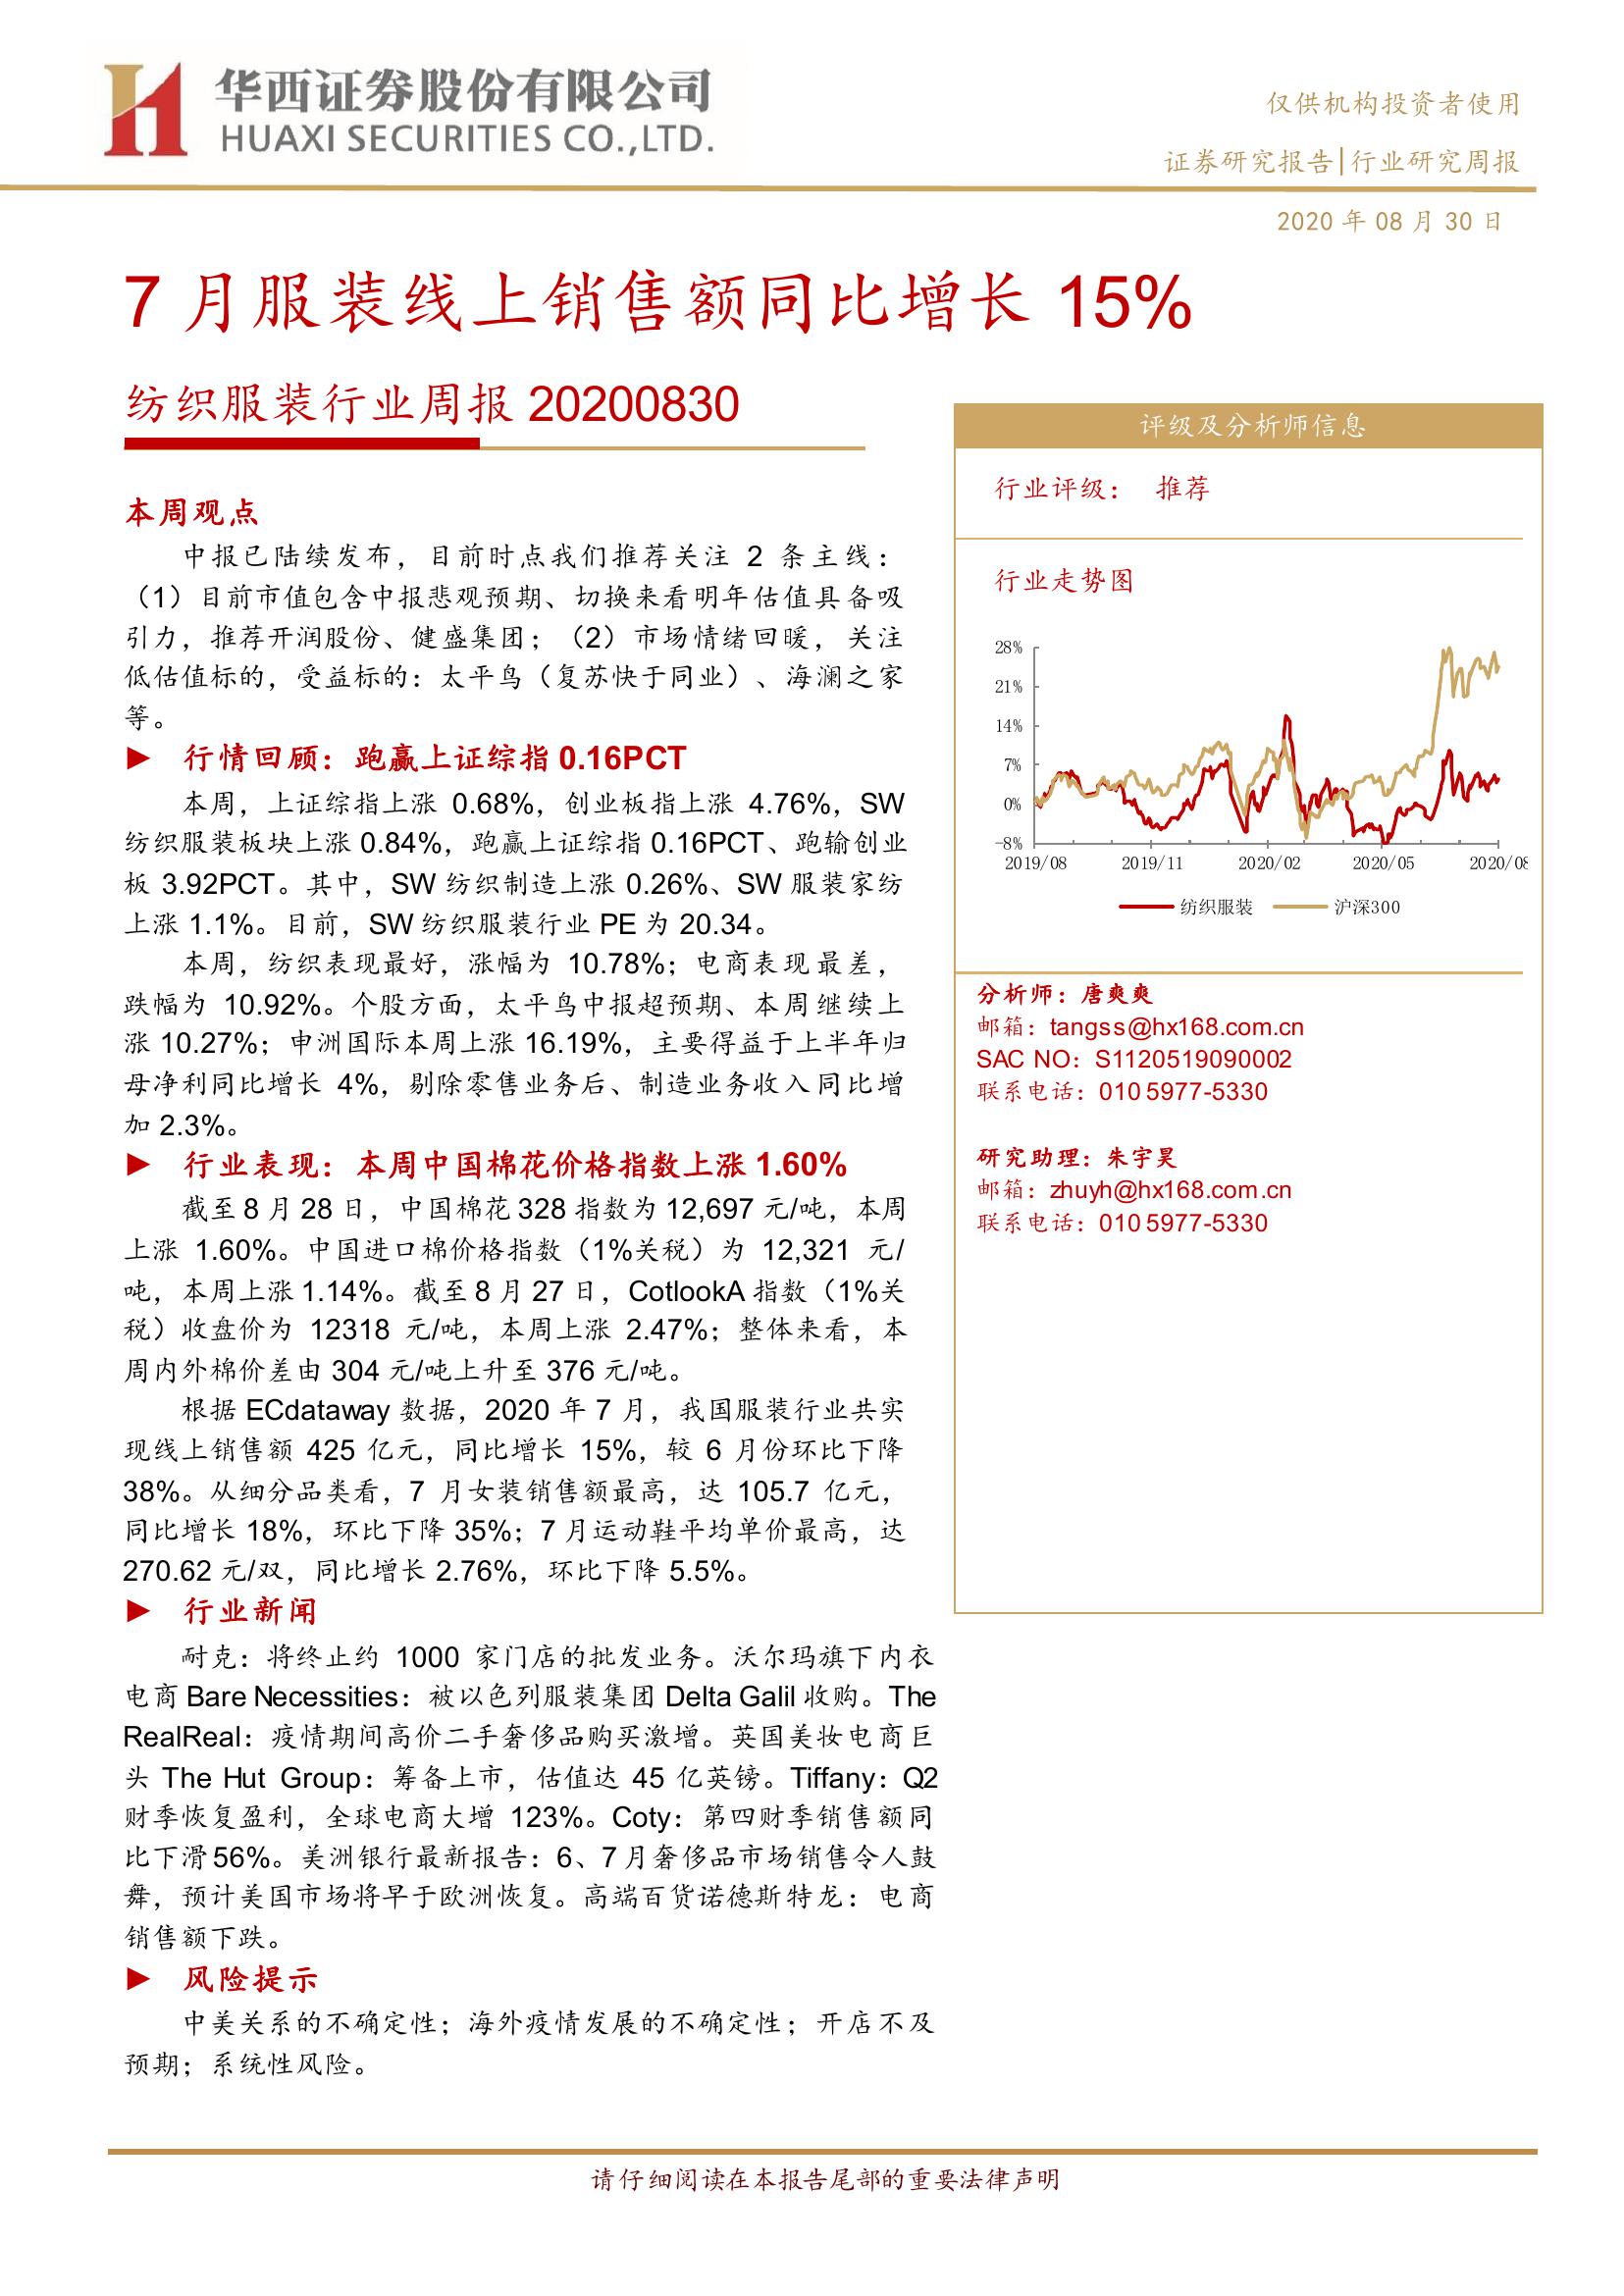 华西证券股份有限公司
HUAXI SECURITIES CO.,LTD.
仅供机构投资者使用
证券研究报告|行业研究周报
2020 年 08 月 30 日
7 月服装线上销售额同比增长 15%
纺织服装行业周报 20200830
本周观点
中报已陆续发布，目前时点我们推荐关注 2 条主线：
（1）目前市值包含中报悲观预期、切换来看明年估值具备吸
引力，推荐开润股份、健盛集团；（2）市场情绪回暖，关注
低估值标的，受益标的：太平鸟（复苏快于同业）、海澜之家
等。
► 行情回顾：跑赢上证综指 0.16PCT
本周，上证综指上涨 0.68%，创业板指上涨 4.76%，SW
纺织服装板块上涨 0.84%，跑赢上证综指 0.16PCT、跑输创业
板 3.92PCT。其中，SW 纺织制造上涨 0.26%、SW 服装家纺
上涨 1.1%。目前，SW 纺织服装行业 PE 为 20.34。
本周，纺织表现最好，涨幅为 10.78%；电商表现最差，
跌幅为 10.92%。个股方面，太平鸟中报超预期、本周继续上
涨 10.27%；申洲国际本周上涨 16.19%，主要得益于上半年归
母净利同比增长 4%，剔除零售业务后、制造业务收入同比增
加 2.3%。
► 行业表现：本周中国棉花价格指数上涨 1.60%
截至 8 月 28 日，中国棉花 328 指数为 12,697 元/吨，本周
上涨 1.60%。中国进口棉价格指数（1%关税）为 12,321 元/
吨，本周上涨 1.14%。截至 8 月 27 日，CotlookA 指数（1%关
税）收盘价为 12318 元/吨，本周上涨 2.47%；整体来看，本
周内外棉价差由 304 元/吨上升至 376 元/吨。
根据 ECdataway 数据，2020 年 7 月，我国服装行业共实
现线上销售额 425 亿元，同比增长 15%，较 6 月份环比下降
38%。从细分品类看，7 月女装销售额最高，达 105.7 亿元，
同比增长 18%，环比下降 35%；7 月运动鞋平均单价最高，达
270.62 元/双，同比增长 2.76%，环比下降 5.5%。
► 行业新闻
耐克：将终止约 1000 家门店的批发业务。沃尔玛旗下内衣
电商 Bare Necessities：被以色列服装集团 Delta Galil 收购。The
RealReal：疫情期间高价二手奢侈品购买激增。英国美妆电商巨
头 The Hut Group：筹备上市，估值达 45 亿英镑。Tiffany：Q2
财季恢复盈利，全球电商大增 123%。Coty：第四财季销售额同
比下滑 56%。美洲银行最新报告：6、7 月奢侈品市场销售令人鼓
舞，预计美国市场将早于欧洲恢复。高端百货诺德斯特龙：电商
销售额下跌。
► 风险提示
中美关系的不确定性；海外疫情发展的不确定性；开店不及
预期；系统性风险。
评级及分析师信息
行业评级： 推荐
行业走势图
28%
21%
14%
7%
0%
-8%
2019/08 2019/11 2020/02 2020/05 2020/08
纺织服装 沪深300
分析师：唐爽爽
邮箱：tangss@hx168.com.cn
SAC NO：S1120519090002
联系电话：010 5977-5330
研究助理：朱宇昊
邮箱：zhuyh@hx168.com.cn
联系电话：010 5977-5330
请仔细阅读在本报告尾部的重要法律声明